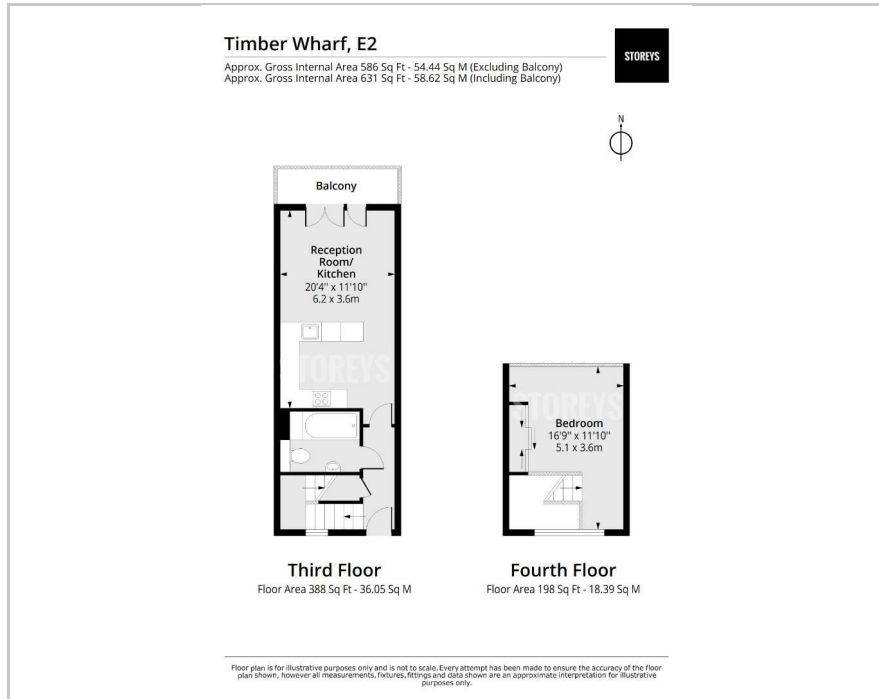 Timber Wharf, E2
Approx. Gross Internal Area 586 Sq Ft - 54.44 Sq M (Excluding Balcony)
Approx. Gross Internal Area 631 Sq Ft - 58.62 Sq M (Including Balcony)
STOREYS
N
Balcony
Reception
Room/
Kitchen
20'4" x 11'10"
6.2 x 3.6m
STOREYS
STOREYS
Bedroom
16'9" x 11'10"
5.1 x 3.6m
Third Floor
Floor Area 388 Sq Ft - 36.05 Sq M
Fourth Floor
Floor Area 198 Sq Ft - 18.39 Sq M
Floor plan is for illustrative purposes only and is not to scale. Every attempt has been made to ensure the accuracy of the floor
plan shown, however all measurements, fixtures, fittings and data shown are an approximate interpretation for illustrative
purposes only.